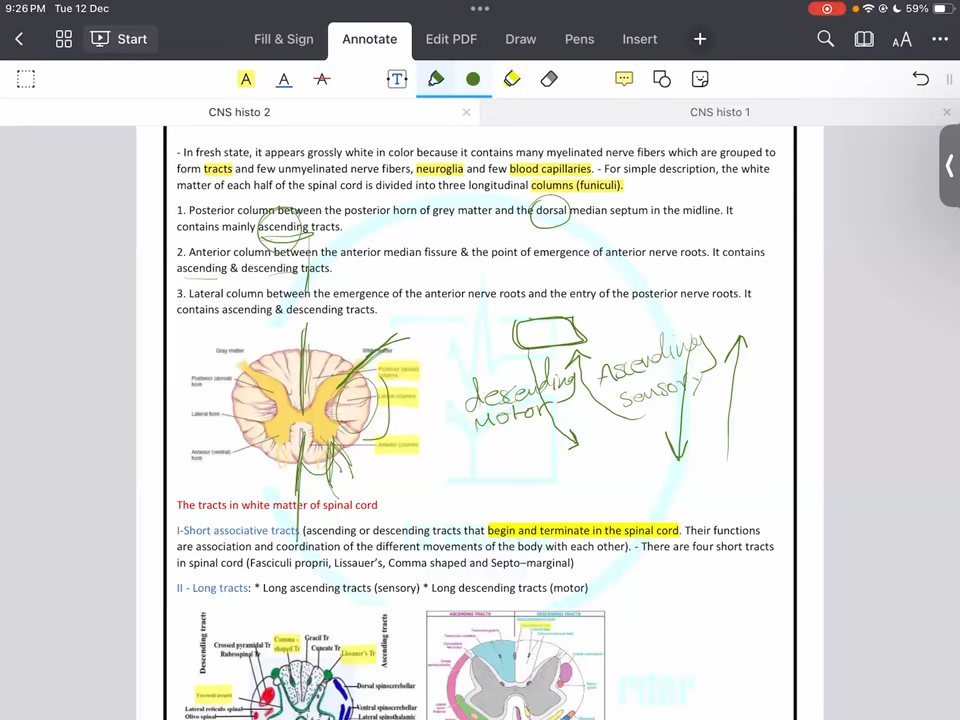 9:26 PM Tue 12 Dec
59%
Start
Fill & Sign
Annotate
Edit PDF
Draw
Pens
Insert
CNS histo 2
CNS histo 1
- In fresh state, it appears grossly white in color because it contains many myelinated nerve fibers which are grouped to
form tracts and few unmyelinated nerve fibers, neuroglia and few blood capillaries. - For simple description, the white
matter of each half of the spinal cord is divided into three longitudinal columns (funiculi).
1. Posterior column between the posterior horn of grey matter and the dorsal median septum in the midline. It
contains mainly ascending tracts.
2. Anterior column between the anterior median fissure & the point of emergence of anterior nerve roots. It contains
ascending & descending tracts.
3. Lateral column between the emergence of the anterior nerve roots and the entry of the posterior nerve roots. It
contains ascending & descending tracts.
Gray matter
White matter
Posterior (dorsal)
columns
Posterior (dorsal)
horn
Lateral columns
Lateral horn
Anterior (ventral)
horn
Anterior columns
descending
Motor
Ascending
Sensory
The tracts in white matter of spinal cord
I-Short associative tracts (ascending or descending tracts that begin and terminate in the spinal cord. Their functions
are association and coordination of the different movements of the body with each other). - There are four short tracts
in spinal cord (Fasciculi proprii, Lissauer's, Comma shaped and Septo–marginal)
II - Long tracts: * Long ascending tracts (sensory) * Long descending tracts (motor)
Descending tracts
Ascending tracts
Comma -
shaped Tr
Gracil Tr
Cuneate Tr
Lissauer's Tr
Crossed pyramidal Tr
Rubrospinal Tr
Fasciculi proprii
Lateral reticulo spinal
Olivo spinal
Dorsal spinocerebellar
Ventral spinocerebellar
Lateral spinothalamic
ASCENDING TRACTS
DESCENDING TRACTS